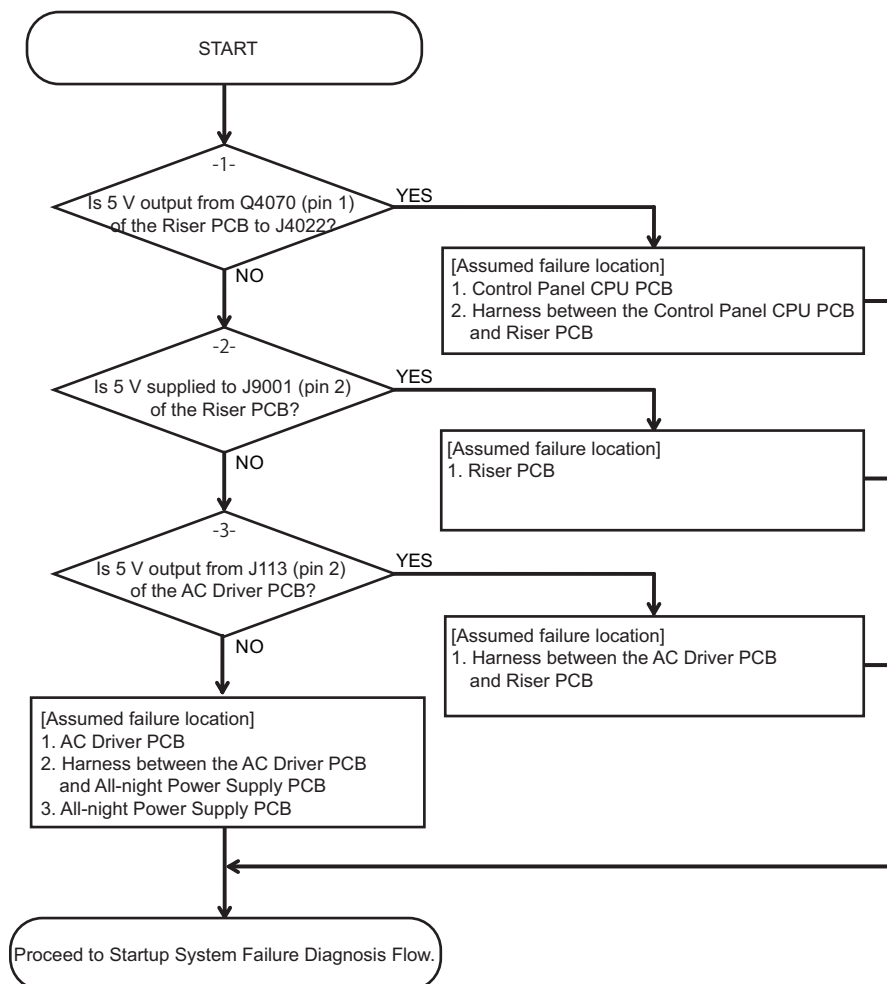 START
-1-
Is 5 V output from Q4070 (pin 1)
of the Riser PCB to J4022?
YES
NO
[Assumed failure location]
1. Control Panel CPU PCB
2. Harness between the Control Panel CPU PCB
and Riser PCB
-2-
Is 5 V supplied to J9001 (pin 2)
of the Riser PCB?
YES
NO
[Assumed failure location]
1. Riser PCB
-3-
Is 5 V output from J113 (pin 2)
of the AC Driver PCB?
YES
NO
[Assumed failure location]
1. Harness between the AC Driver PCB
and Riser PCB
[Assumed failure location]
1. AC Driver PCB
2. Harness between the AC Driver PCB
and All-night Power Supply PCB
3. All-night Power Supply PCB
Proceed to Startup System Failure Diagnosis Flow.